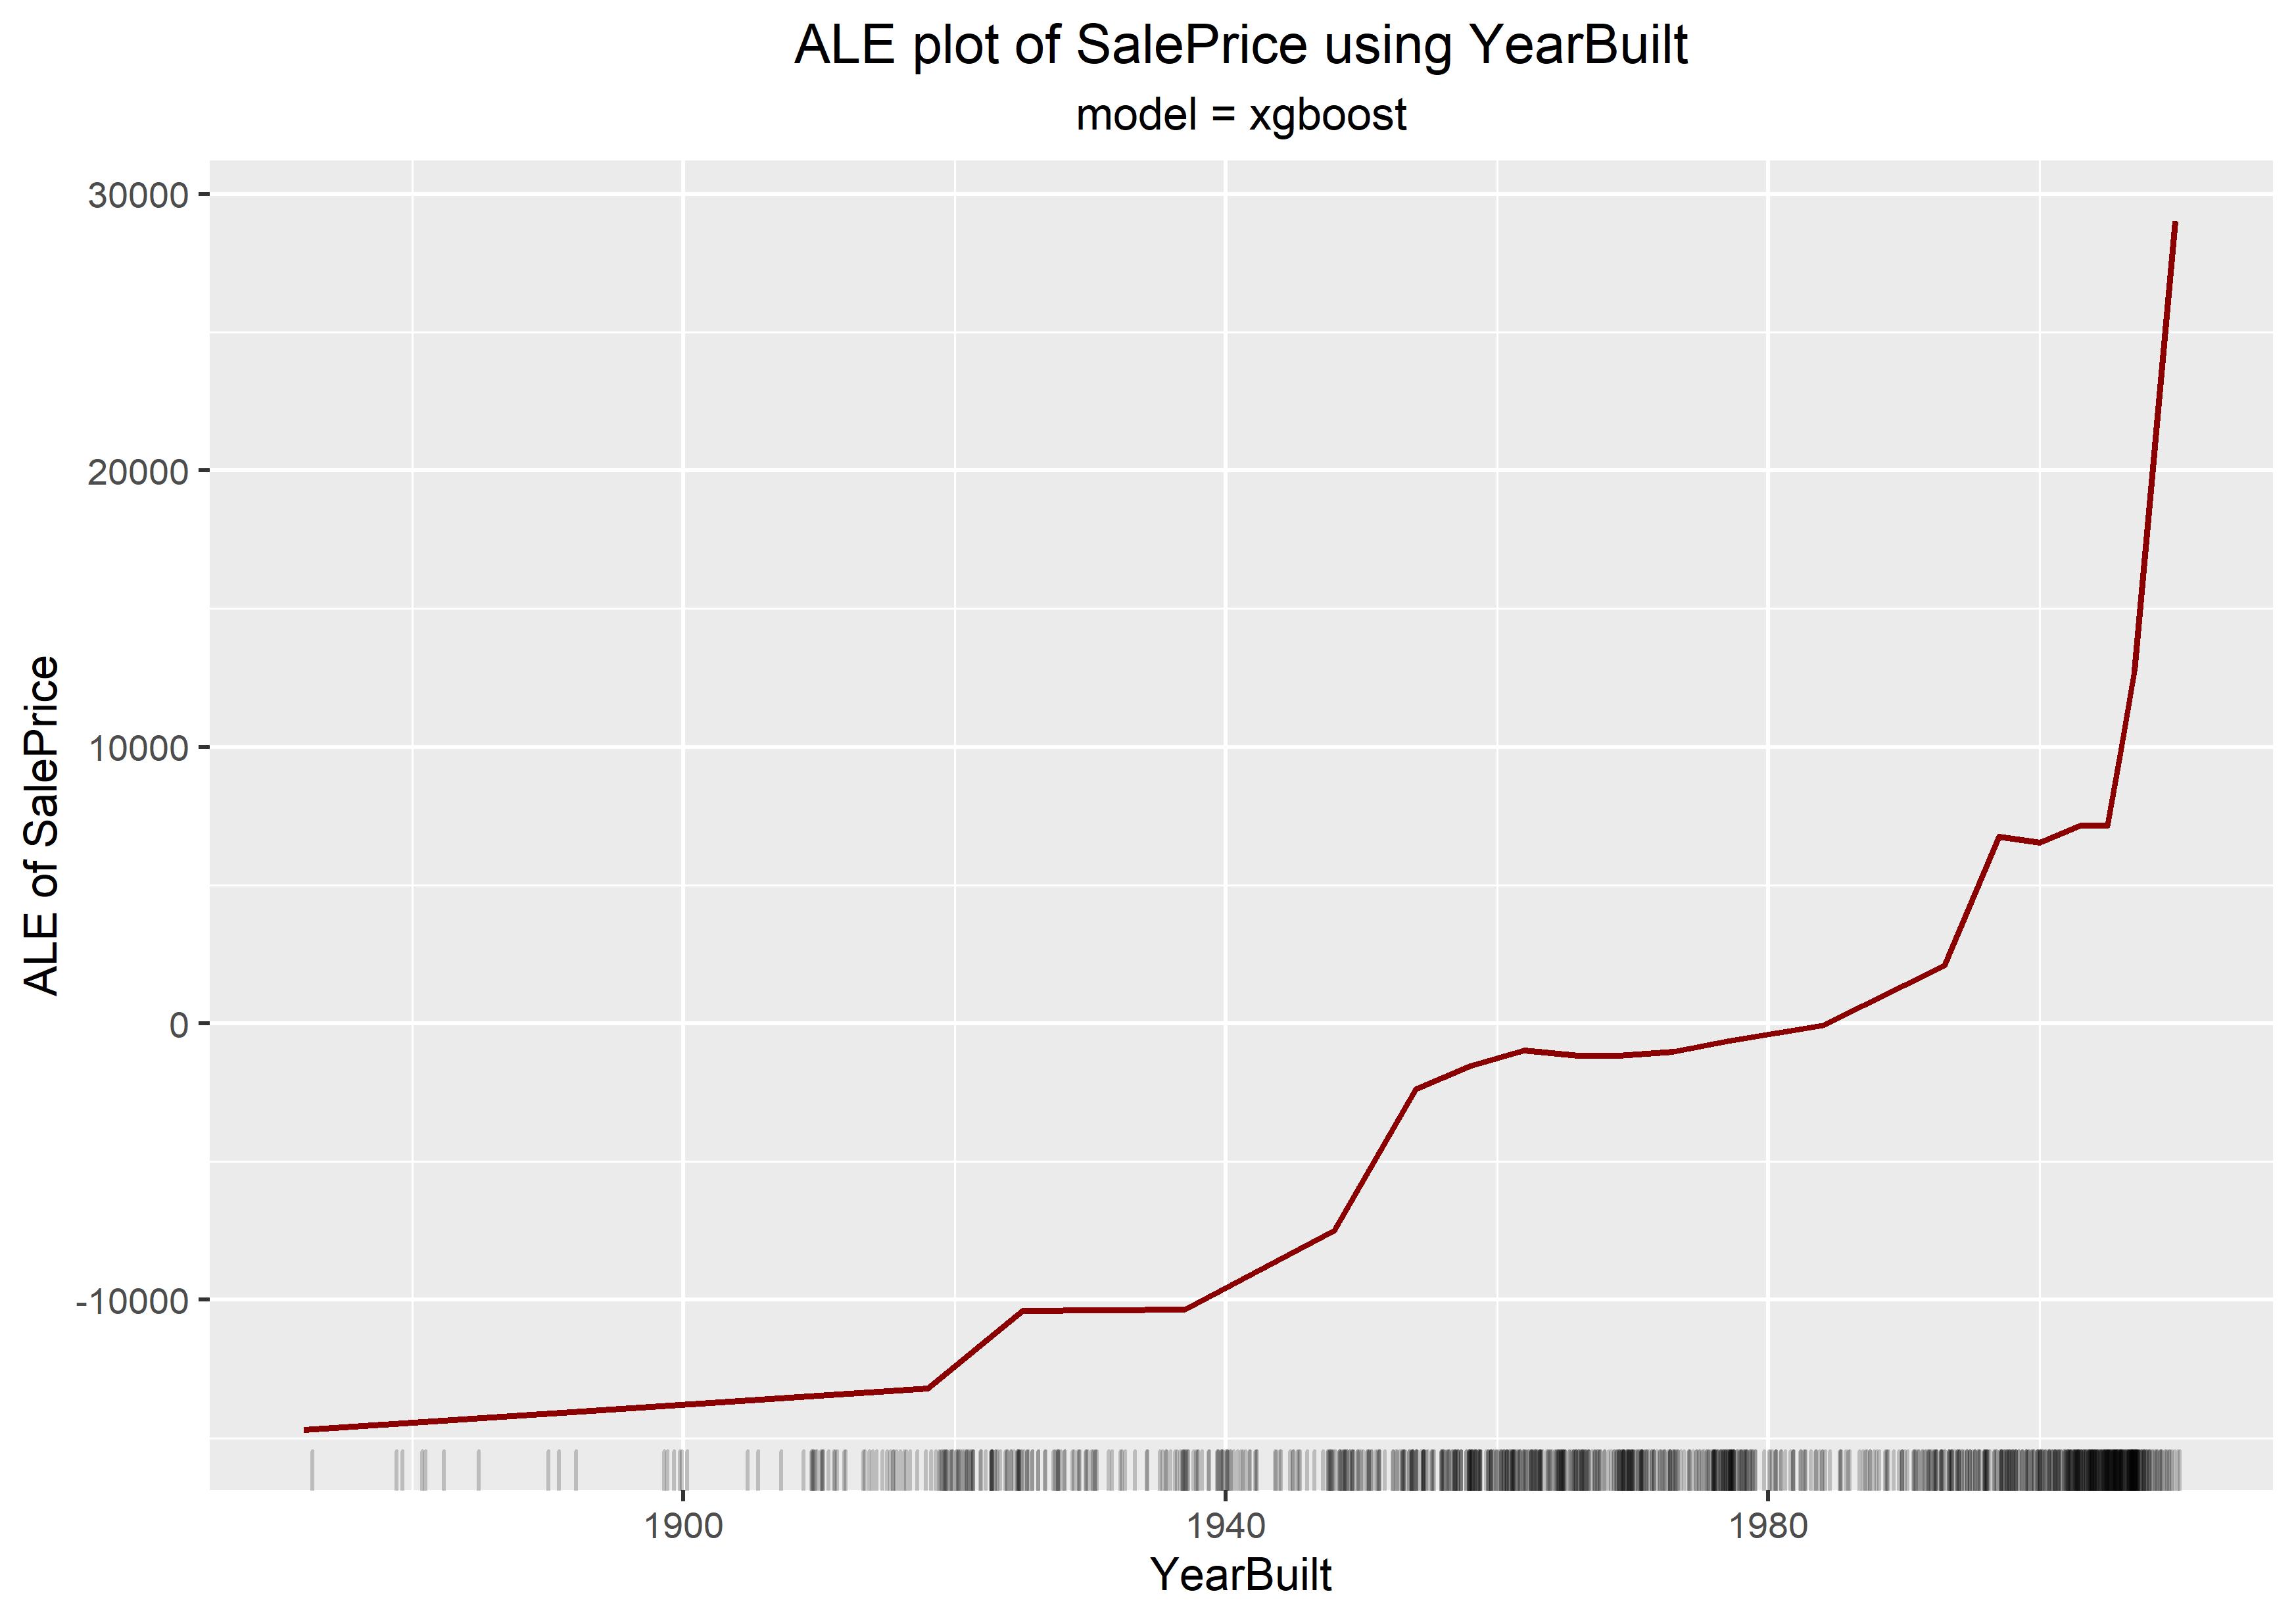 ALE plot of SalePrice using YearBuilt
model = xgboost
30000
20000
10000
0
-10000
ALE of SalePrice
1900
1940
1980
YearBuilt